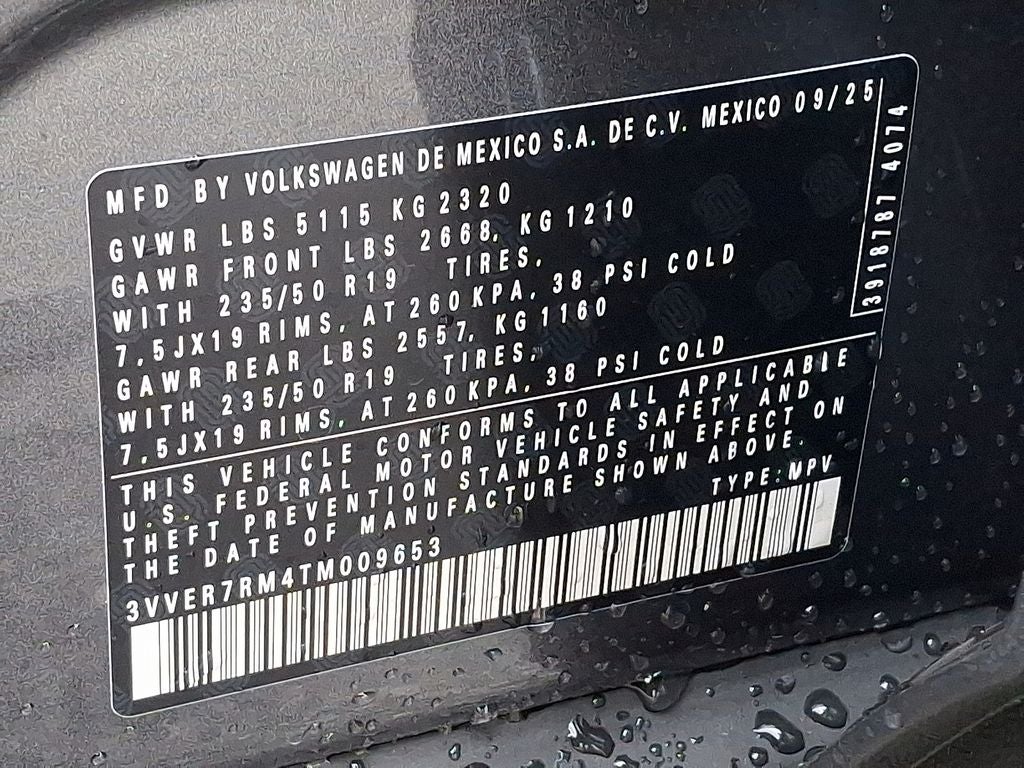 MFD BY VOLKSWAGEN DE MEXICO S.A. DE C.V. MEXICO 09/25
GVWR LBS 5115 KG 2320
GAWR FRONT LBS 2668, KG 1210
WITH 235/50 R19 TIRES,
7,5JX19 RIMS, AT 260 KPA, 38 PSI COLD
GAWR REAR LBS 2557, KG 1160
WITH 235/50 R19 TIRES,
7,5JX19 RIMS, AT 260 KPA, 38 PSI COLD
THIS VEHICLE CONFORMS TO ALL APPLICABLE
U.S. FEDERAL MOTOR VEHICLE SAFETY AND
THEFT PREVENTION STANDARDS IN EFFECT ON
THE DATE OF MANUFACTURE SHOWN ABOVE.
3VVER7RM4TM009653
TYPE: MPV
3918787 4074